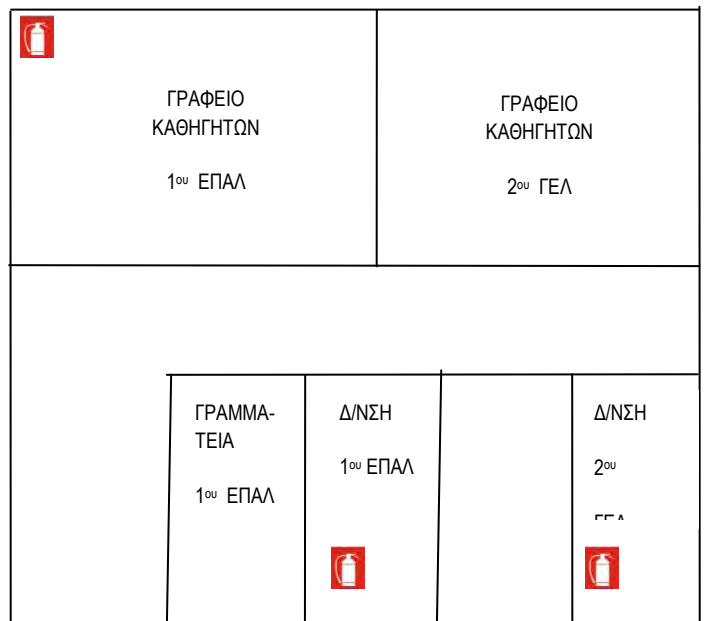 ΓΡΑΦΕΙΟ
ΚΑΘΗΓΗΤΩΝ
1ου ΕΠΑΛ
ΓΡΑΦΕΙΟ
ΚΑΘΗΓΗΤΩΝ
2ου ΓΕΛ
ΓΡΑΜΜΑ-
ΤΕΙΑ
1ου ΕΠΑΛ
Δ/ΝΣΗ
1ου ΕΠΑΛ
Δ/ΝΣΗ
2ου